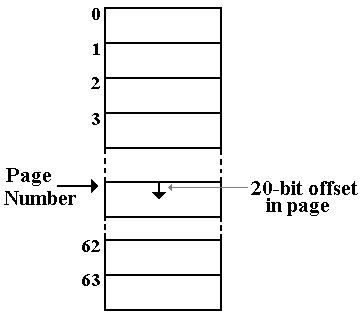 0
1
2
3
Page
Number
20-bit offset
in page
62
63